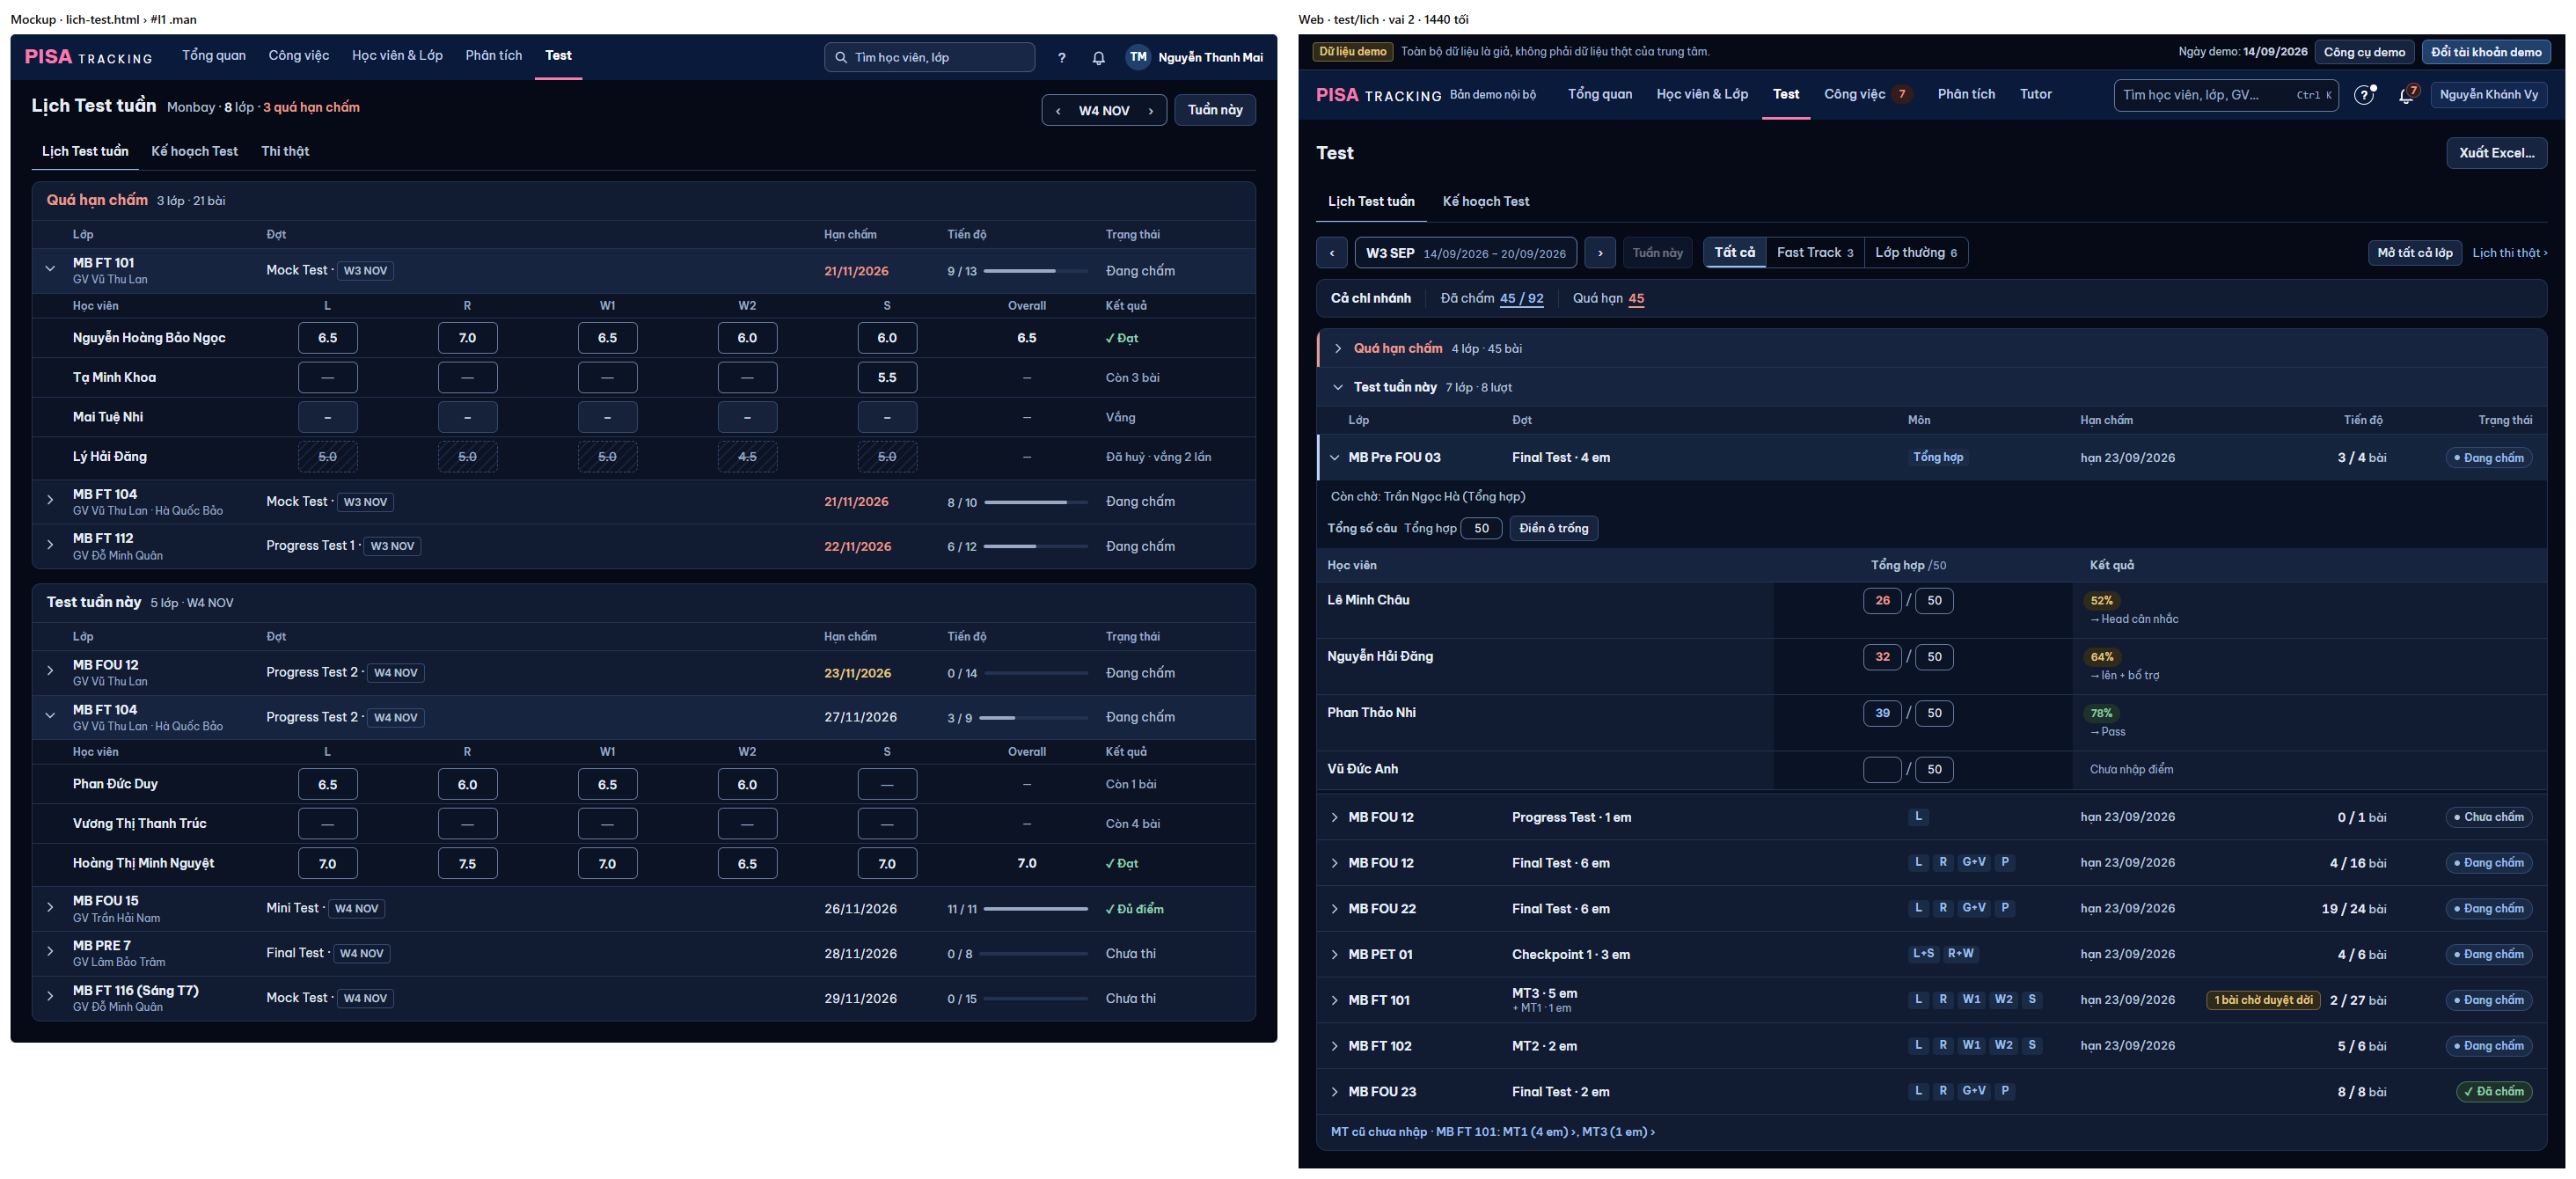 Mockup · lich-test.html › #l1 .man
PISA TRACKING Tổng quan Công việc Học viên & Lớp Phân tích Test Tìm học viên, lớp ? TM Nguyễn Thanh Mai
Lịch Test tuần Monbay · 8 lớp · 3 quá hạn chấm ‹ W4 NOV › Tuần này
Lịch Test tuần Kế hoạch Test Thi thật
Quá hạn chấm 3 lớp · 21 bài
Lớp Đợt Hạn chấm Tiến độ Trạng thái
MB FT 101 Mock Test · W3 NOV 21/11/2026 9 / 13 Đang chấm
GV Vũ Thu Lan
Học viên L R W1 W2 S Overall Kết quả
Nguyễn Hoàng Bảo Ngọc 6.5 7.0 6.5 6.0 6.0 6.5 ✓ Đạt
Tạ Minh Khoa — — — — 5.5 — Còn 3 bài
Mai Tuệ Nhi – – – – – — Vắng
Lý Hải Đăng 5.0 5.0 5.0 4.5 5.0 — Đã huỷ · vắng 2 lần
MB FT 104 Mock Test · W3 NOV 21/11/2026 8 / 10 Đang chấm
GV Vũ Thu Lan · Hà Quốc Bảo
MB FT 112 Progress Test 1 · W3 NOV 22/11/2026 6 / 12 Đang chấm
GV Đỗ Minh Quân
Test tuần này 5 lớp · W4 NOV
Lớp Đợt Hạn chấm Tiến độ Trạng thái
MB FOU 12 Progress Test 2 · W4 NOV 23/11/2026 0 / 14 Đang chấm
GV Vũ Thu Lan
MB FT 104 Progress Test 2 · W4 NOV 27/11/2026 3 / 9 Đang chấm
GV Vũ Thu Lan · Hà Quốc Bảo
Học viên L R W1 W2 S Overall Kết quả
Phan Đức Duy 6.5 6.0 6.5 6.0 — — Còn 1 bài
Vương Thị Thanh Trúc — — — — — — Còn 4 bài
Hoàng Thị Minh Nguyệt 7.0 7.5 7.0 6.5 7.0 7.0 ✓ Đạt
MB FOU 15 Mini Test · W4 NOV 26/11/2026 11 / 11 ✓ Đủ điểm
GV Trần Hải Nam
MB PRE 7 Final Test · W4 NOV 28/11/2026 0 / 8 Chưa thi
GV Lâm Bảo Trâm
MB FT 116 (Sáng T7) Mock Test · W4 NOV 29/11/2026 0 / 15 Chưa thi
GV Đỗ Minh Quân
Web · test/lich · vai 2 · 1440 tối
Dữ liệu demo Toàn bộ dữ liệu là giả, không phải dữ liệu thật của trung tâm. Ngày demo: 14/09/2026 Công cụ demo Đổi tài khoản demo
PISA TRACKING Bản demo nội bộ Tổng quan Học viên & Lớp Test Công việc 7 Phân tích Tutor Tìm học viên, lớp, GV... Ctrl K ? 7 Nguyễn Khánh Vy
Test Xuất Excel...
Lịch Test tuần Kế hoạch Test
‹ W3 SEP 14/09/2026 – 20/09/2026 › Tuần này Tất cả Fast Track 3 Lớp thường 6 Mở tất cả lớp Lịch thi thật ›
Cả chi nhánh Đã chấm 45 / 92 Quá hạn 45
Quá hạn chấm 4 lớp · 45 bài
Test tuần này 7 lớp · 8 lượt
Lớp Đợt Môn Hạn chấm Tiến độ Trạng thái
MB Pre FOU 03 Final Test · 4 em Tổng hợp hạn 23/09/2026 3 / 4 bài • Đang chấm
Còn chờ: Trần Ngọc Hà (Tổng hợp)
Tổng số câu Tổng hợp 50 Điền ô trống
Học viên Tổng hợp /50 Kết quả
Lê Minh Châu 26 / 50 52%
→ Head cân nhắc
Nguyễn Hải Đăng 32 / 50 64%
→ lên + bổ trợ
Phan Thảo Nhi 39 / 50 78%
→ Pass
Vũ Đức Anh / 50 Chưa nhập điểm
MB FOU 12 Progress Test · 1 em L hạn 23/09/2026 0 / 1 bài • Chưa chấm
MB FOU 12 Final Test · 6 em L R G+V P hạn 23/09/2026 4 / 16 bài • Đang chấm
MB FOU 22 Final Test · 6 em L R G+V P hạn 23/09/2026 19 / 24 bài • Đang chấm
MB PET 01 Checkpoint 1 · 3 em L+S R+W hạn 23/09/2026 4 / 6 bài • Đang chấm
MB FT 101 MT3 · 5 em L R W1 W2 S hạn 23/09/2026 1 bài chờ duyệt dời 2 / 27 bài • Đang chấm
+ MT1 · 1 em
MB FT 102 MT2 · 2 em L R W1 W2 S hạn 23/09/2026 5 / 6 bài • Đang chấm
MB FOU 23 Final Test · 2 em L R G+V P 8 / 8 bài ✓ Đã chấm
MT cũ chưa nhập · MB FT 101: MT1 (4 em) ›, MT3 (1 em) ›